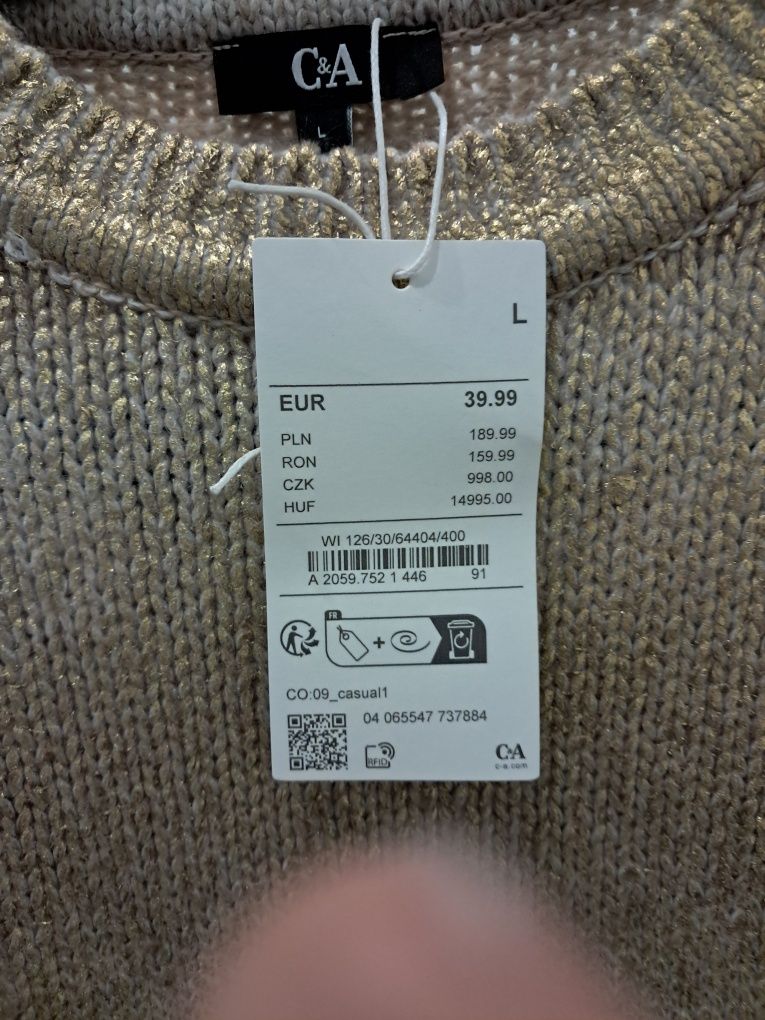 C&A
L
L
EUR 39.99
PLN 189.99
RON 159.99
CZK 998.00
HUF 14995.00
WI 126/30/64404/400
A 2059.752 1 446 91
FR
CO:09_casual1
04 065547 737884
RFID
C&A
c-a.com